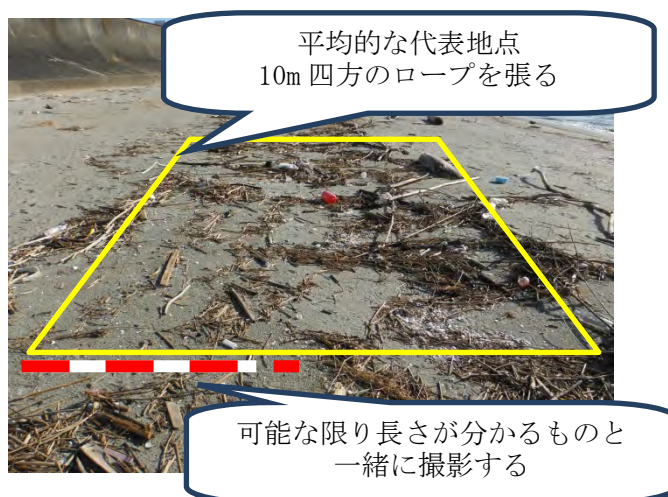 平均的な代表地点
10m 四方のロープを張る
可能な限り長さが分かるものと
一緒に撮影する